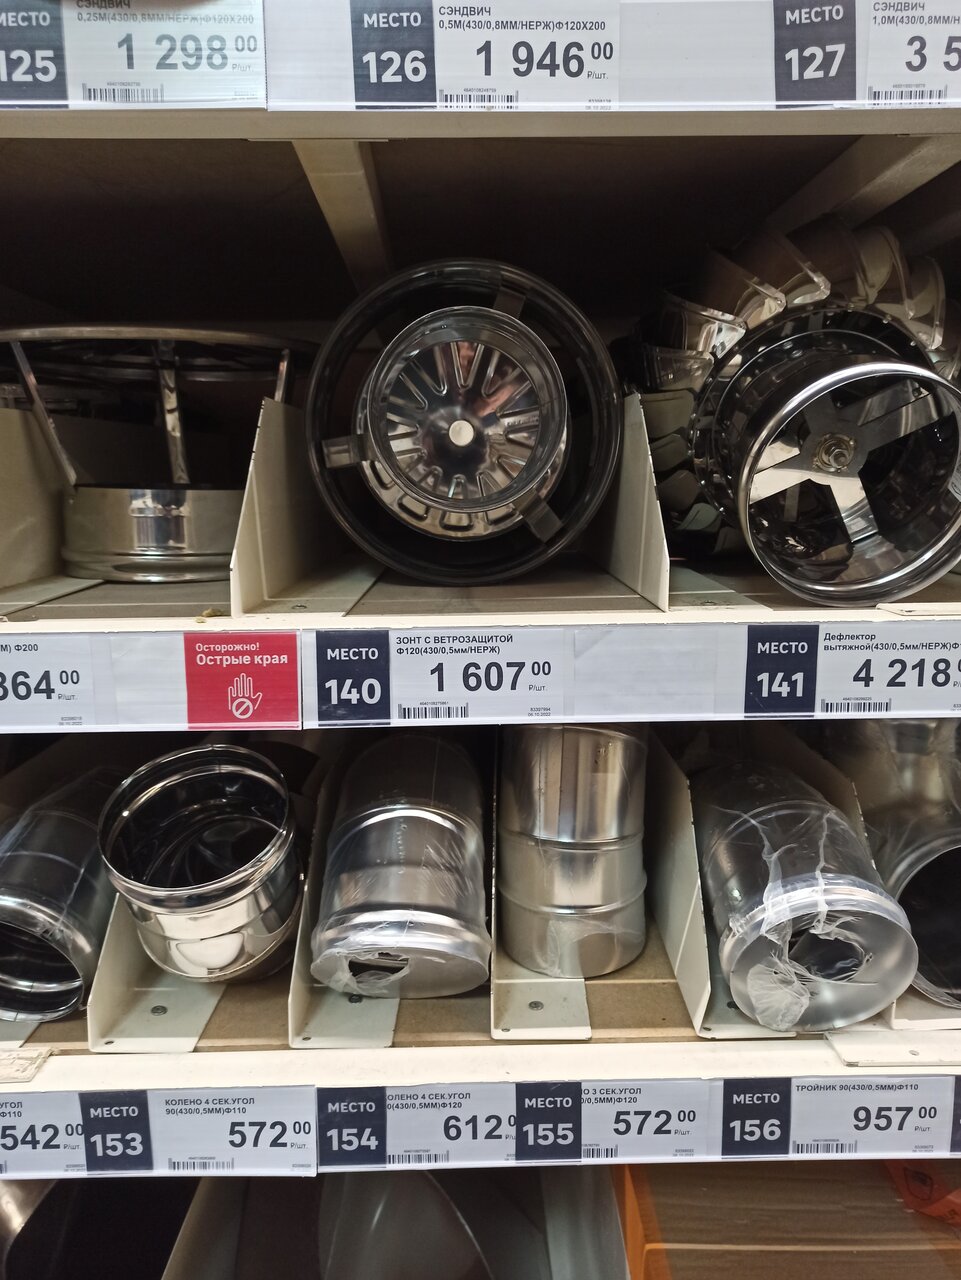 МЕСТО
125
СЭНДВИЧ
0,25М(430/0,8ММ/НЕРЖ)Ф120Х200
1 298 00
₽/шт.
МЕСТО
126
СЭНДВИЧ
0,5М(430/0,8ММ/НЕРЖ)Ф120Х200
1 946 00
₽/шт.
МЕСТО
127
СЭНДВИЧ
1,0М(430/0,8ММ/Н
3 5
М) Ф200
364 00
₽/шт.
Осторожно!
Острые края
МЕСТО
140
ЗОНТ С ВЕТРОЗАЩИТОЙ
Ф120(430/0,5мм/НЕРЖ)
1 607 00
₽/шт.
МЕСТО
141
Дефлектор
вытяжной(430/0,5мм/НЕРЖ)Ф
4 218
₽/шт.
УГОЛ
Ф110
542 00
₽/шт.
МЕСТО
153
КОЛЕНО 4 СЕК.УГОЛ
90(430/0,5ММ)Ф110
572 00
₽/шт.
МЕСТО
154
ОЛЕНО 4 СЕК.УГОЛ
0(430/0,5ММ)Ф120
612
₽/шт.
МЕСТО
155
НО 3 СЕК.УГОЛ
0/0,5ММ)Ф120
572 00
₽/шт.
МЕСТО
156
ТРОЙНИК 90(430/0,5ММ)Ф110
957 00
₽/шт.